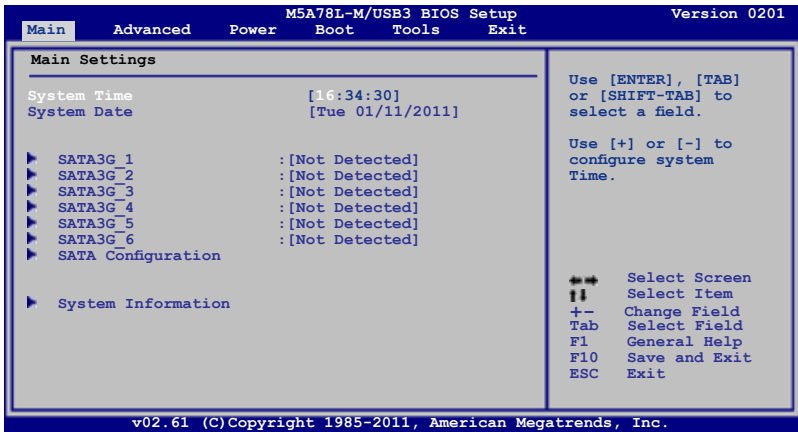 M5A78L-M/USB3 BIOS Setup Version 0201
Main Advanced Power Boot Tools Exit
Main Settings
System Time [16:34:30]
System Date [Tue 01/11/2011]
SATA3G_1 :[Not Detected]
SATA3G_2 :[Not Detected]
SATA3G_3 :[Not Detected]
SATA3G_4 :[Not Detected]
SATA3G_5 :[Not Detected]
SATA3G_6 :[Not Detected]
SATA Configuration
System Information
Use [ENTER], [TAB]
or [SHIFT-TAB] to
select a field.
Use [+] or [-] to
configure system
Time.
←→ Select Screen
↑↓ Select Item
+- Change Field
Tab Select Field
F1 General Help
F10 Save and Exit
ESC Exit
v02.61 (C)Copyright 1985-2011, American Megatrends, Inc.